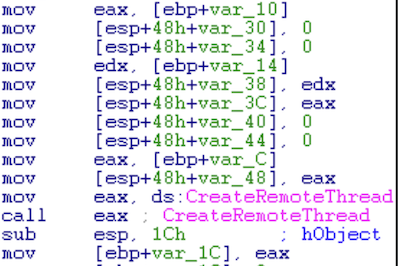 mov eax, [ebp+var_10]
mov [esp+48h+var_30], 0
mov [esp+48h+var_34], 0
mov edx, [ebp+var_14]
mov [esp+48h+var_38], edx
mov [esp+48h+var_3C], eax
mov [esp+48h+var_40], 0
mov [esp+48h+var_44], 0
mov eax, [ebp+var_C]
mov [esp+48h+var_48], eax
mov eax, ds:CreateRemoteThread
call eax ; CreateRemoteThread
sub esp, 1Ch ; hObject
mov [ebp+var_1C], eax